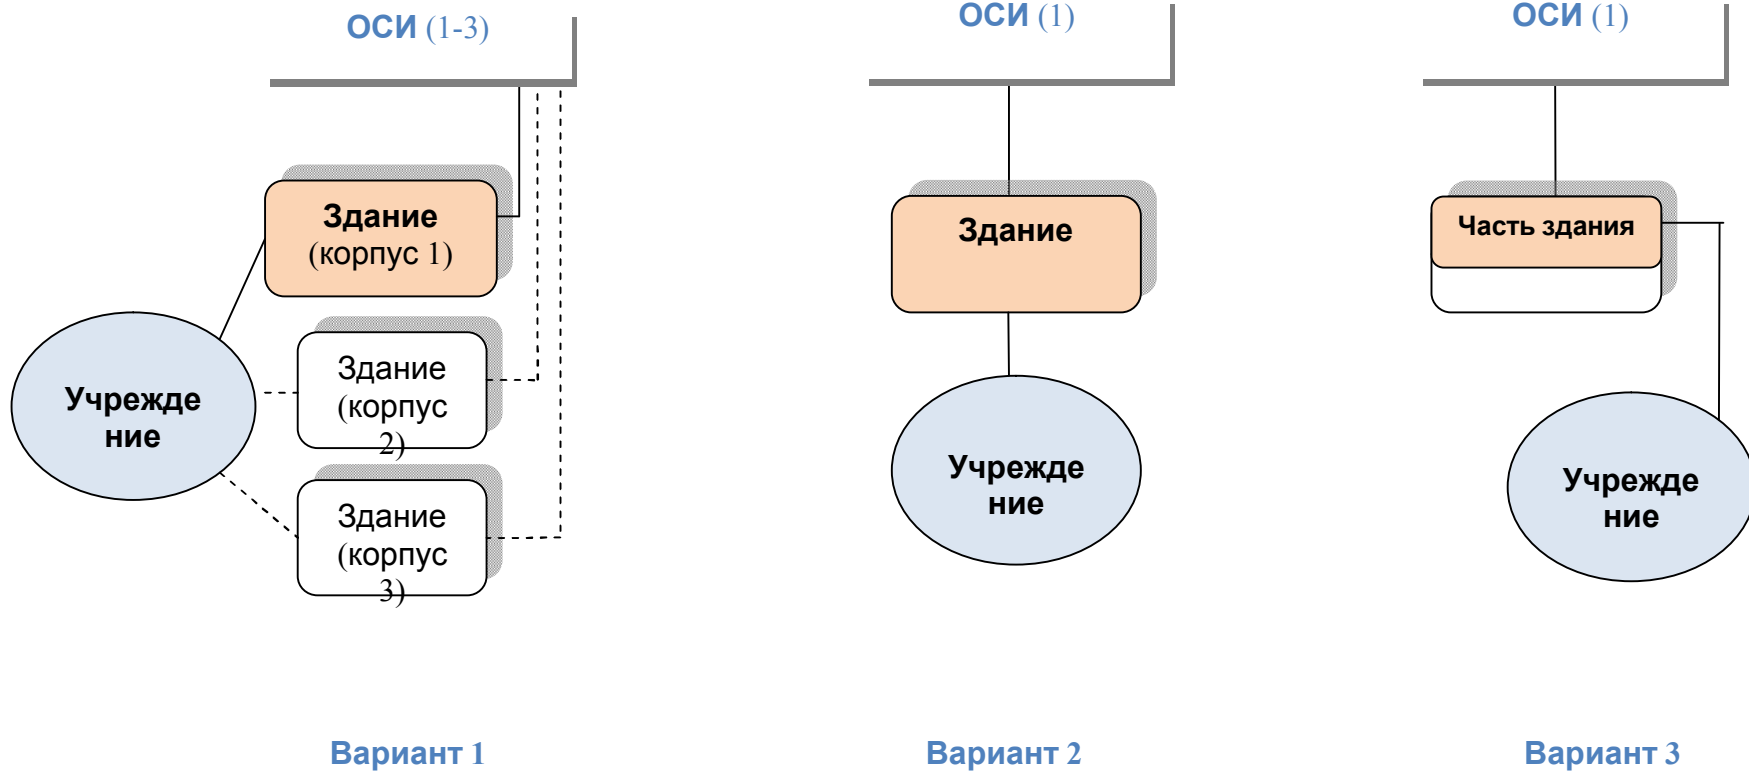 ОСИ (1-3)
ОСИ (1)
ОСИ (1)
Здание
(корпус 1)
Здание
(корпус
2)
Здание
(корпус
3)
Учрежде
ние
Здание
Учрежде
ние
Часть здания
Учрежде
ние
Вариант 1
Вариант 2
Вариант 3